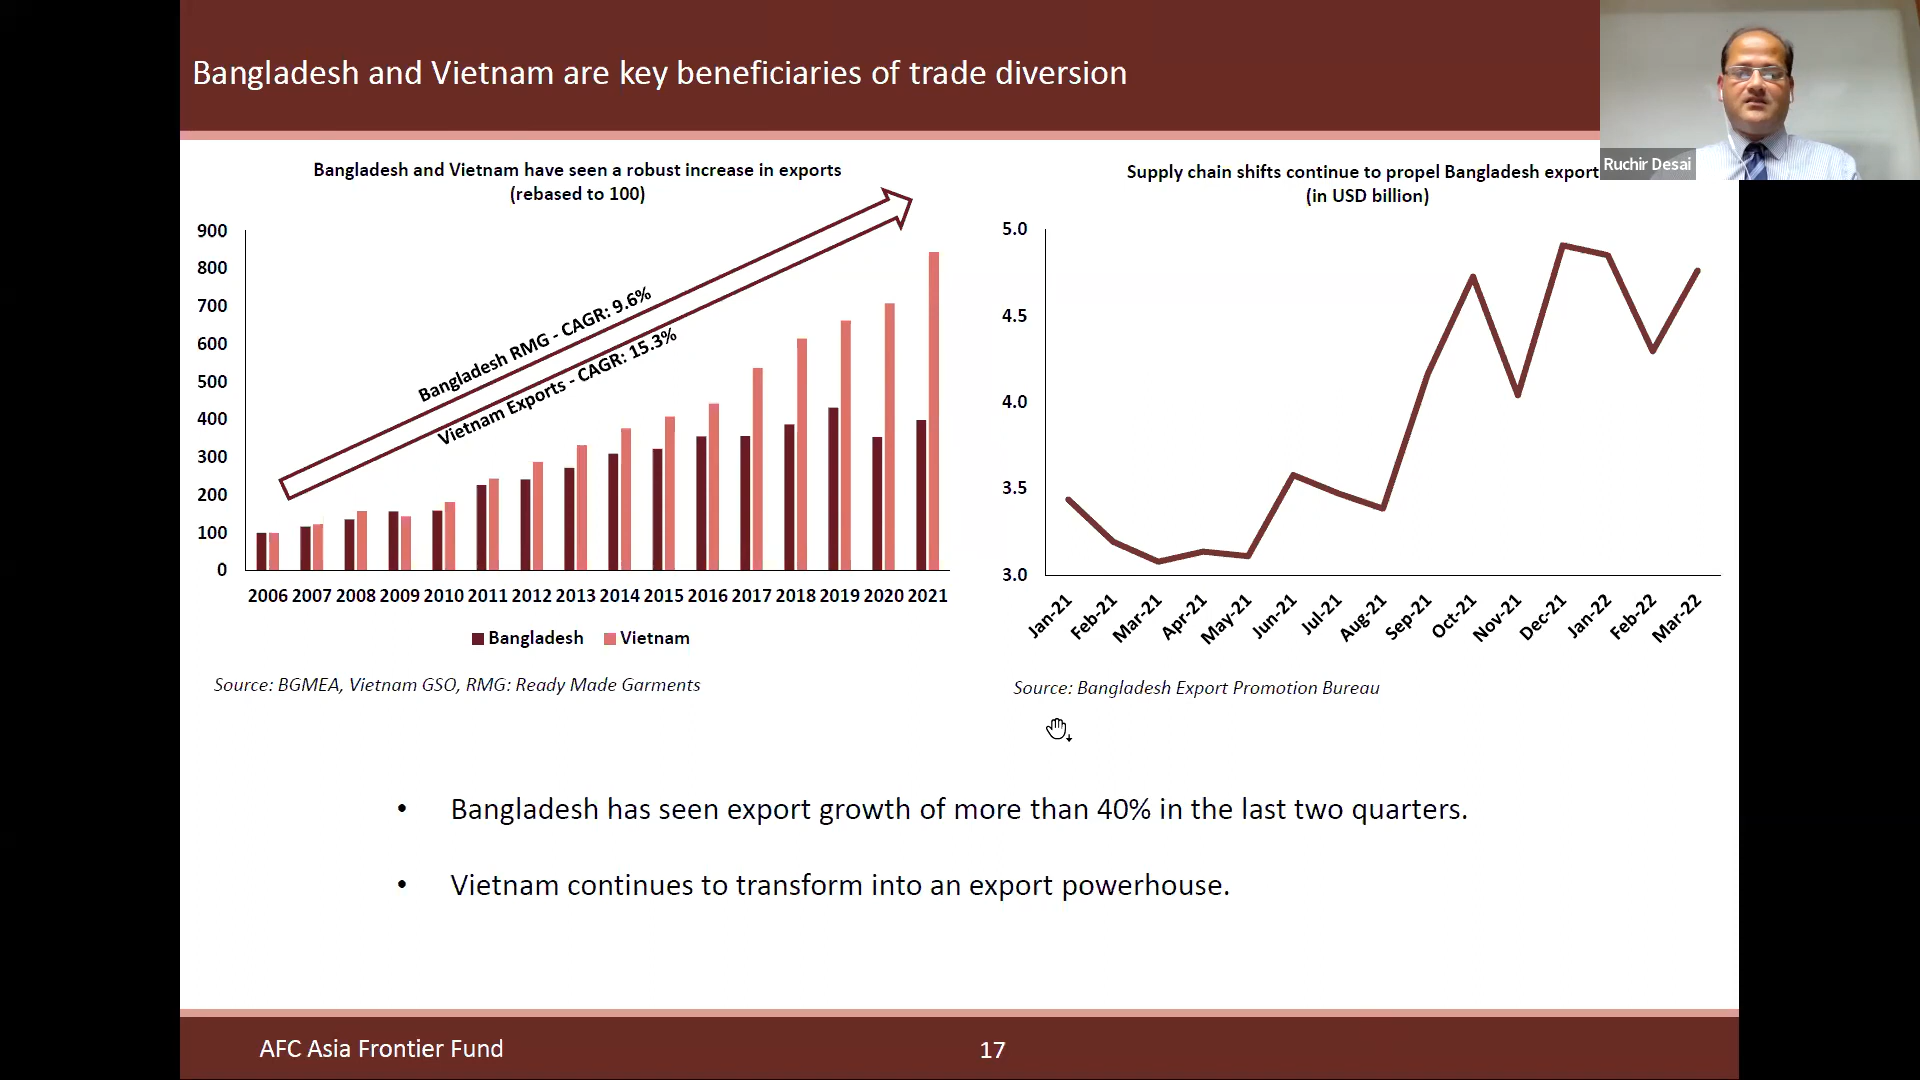 Bangladesh and Vietnam are key beneficiaries of trade diversion
Ruchir Desai
Bangladesh and Vietnam have seen a robust increase in exports
(rebased to 100)
900
800
700
600
500
400
300
200
100
0
Bangladesh RMG - CAGR: 9.6%
Vietnam Exports - CAGR: 15.3%
2006 2007 2008 2009 2010 2011 2012 2013 2014 2015 2016 2017 2018 2019 2020 2021
Bangladesh Vietnam
Source: BGMEA, Vietnam GSO, RMG: Ready Made Garments
Supply chain shifts continue to propel Bangladesh export
(in USD billion)
5.0
4.5
4.0
3.5
3.0
Jan-21 Feb-21 Mar-21 Apr-21 May-21 Jun-21 Jul-21 Aug-21 Sep-21 Oct-21 Nov-21 Dec-21 Jan-22 Feb-22 Mar-22
Source: Bangladesh Export Promotion Bureau
• Bangladesh has seen export growth of more than 40% in the last two quarters.
• Vietnam continues to transform into an export powerhouse.
AFC Asia Frontier Fund
17